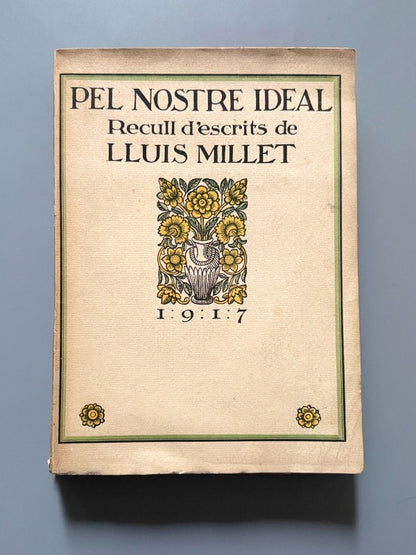 PEL NOSTRE IDEAL
Recull d'escrits de
LLUIS MILLET
1:9:1:7